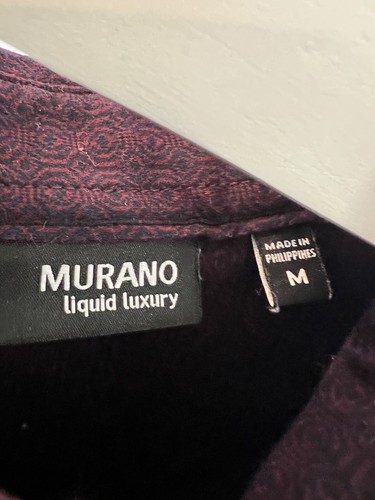 MURANO
liquid luxury
MADE IN
PHILIPPINES
M